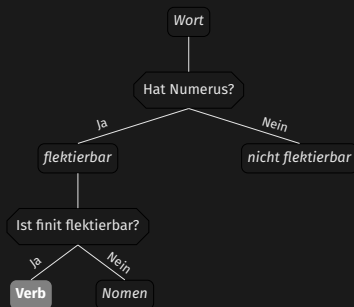 Wort
Hat Numerus?
Ja
Nein
flektierbar
nicht flektierbar
Ist finit flektierbar?
Ja
Nein
Verb
Nomen